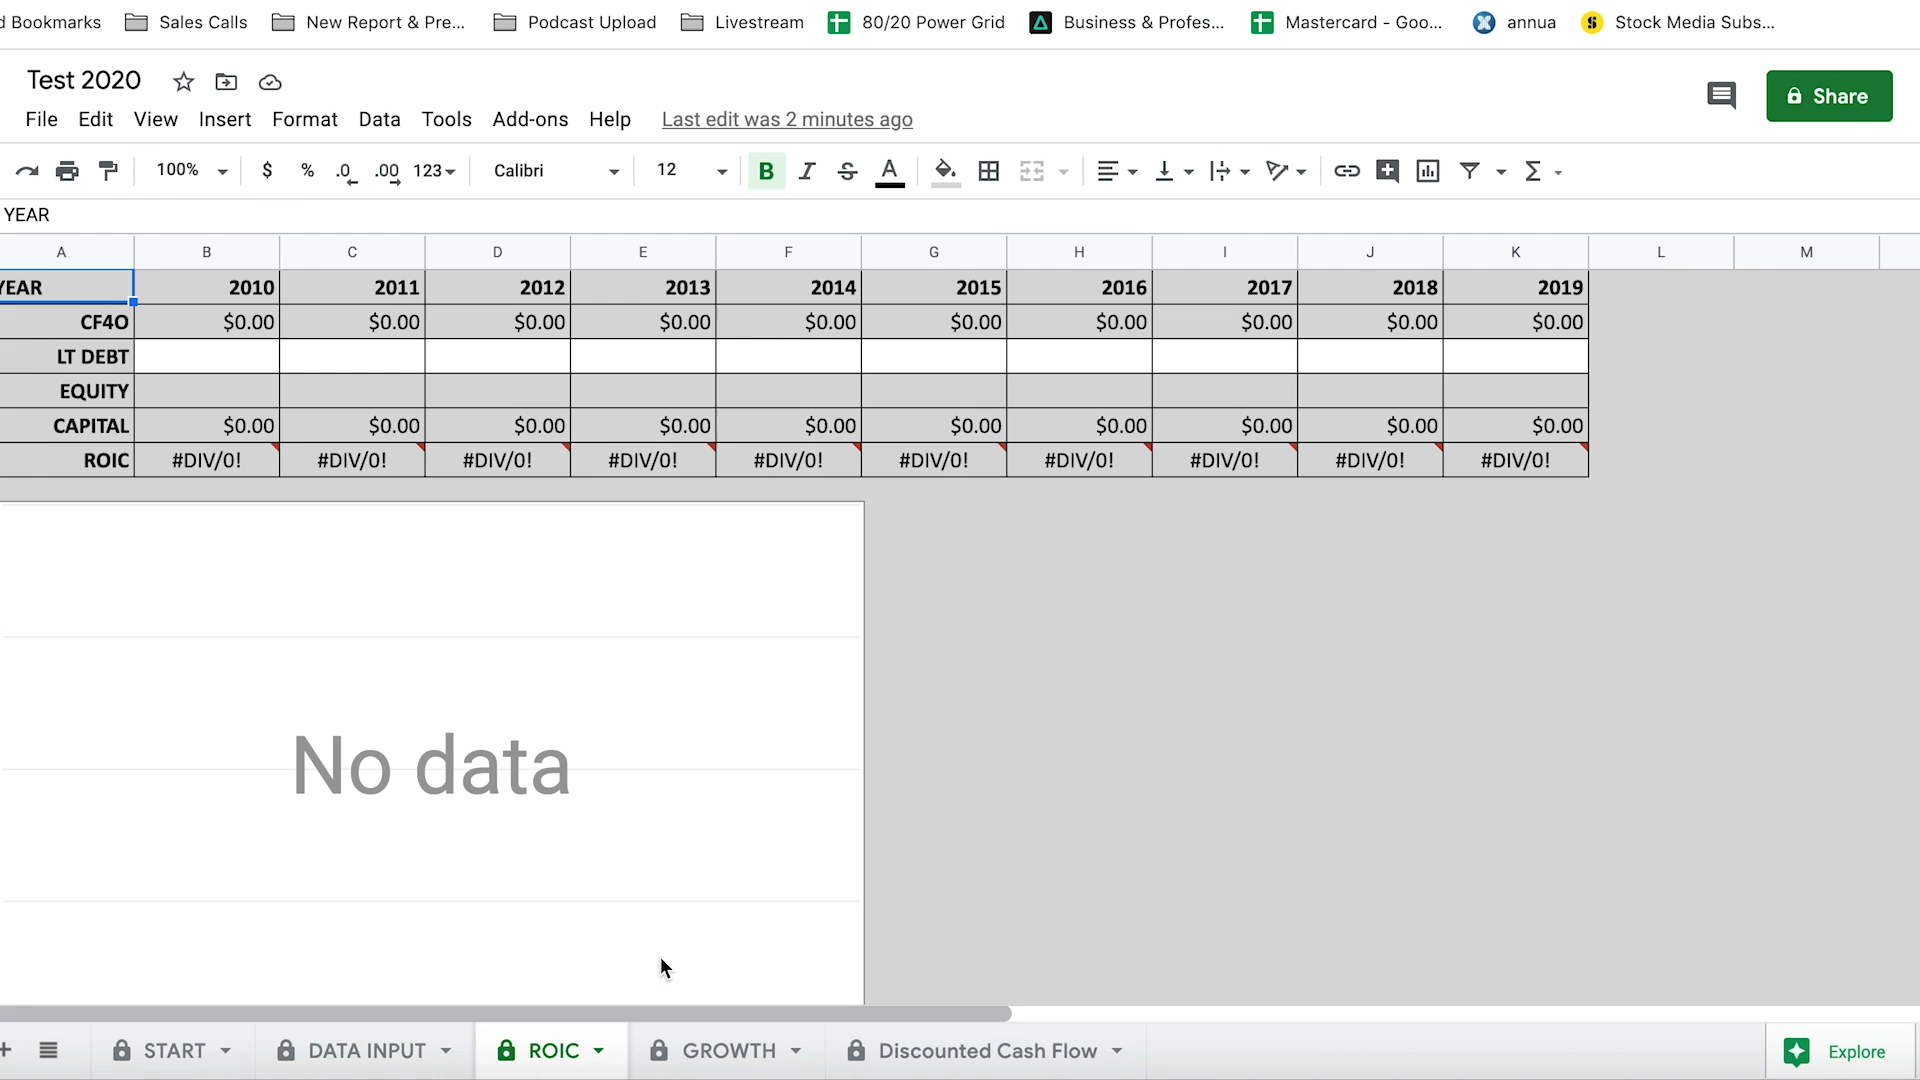 d Bookmarks Sales Calls New Report & Pre... Podcast Upload Livestream 80/20 Power Grid Business & Profes... Mastercard - Goo... annua Stock Media Subs...
Test 2020
Share
File Edit View Insert Format Data Tools Add-ons Help Last edit was 2 minutes ago
100% $ % .0 .00 123 Calibri 12 B I S A Σ
YEAR
A B C D E F G H I J K L M
YEAR 2010 2011 2012 2013 2014 2015 2016 2017 2018 2019
CF4O $0.00 $0.00 $0.00 $0.00 $0.00 $0.00 $0.00 $0.00 $0.00 $0.00
LT DEBT
EQUITY
CAPITAL $0.00 $0.00 $0.00 $0.00 $0.00 $0.00 $0.00 $0.00 $0.00 $0.00
ROIC #DIV/0! #DIV/0! #DIV/0! #DIV/0! #DIV/0! #DIV/0! #DIV/0! #DIV/0! #DIV/0! #DIV/0!
No data
+ START DATA INPUT ROIC GROWTH Discounted Cash Flow Explore